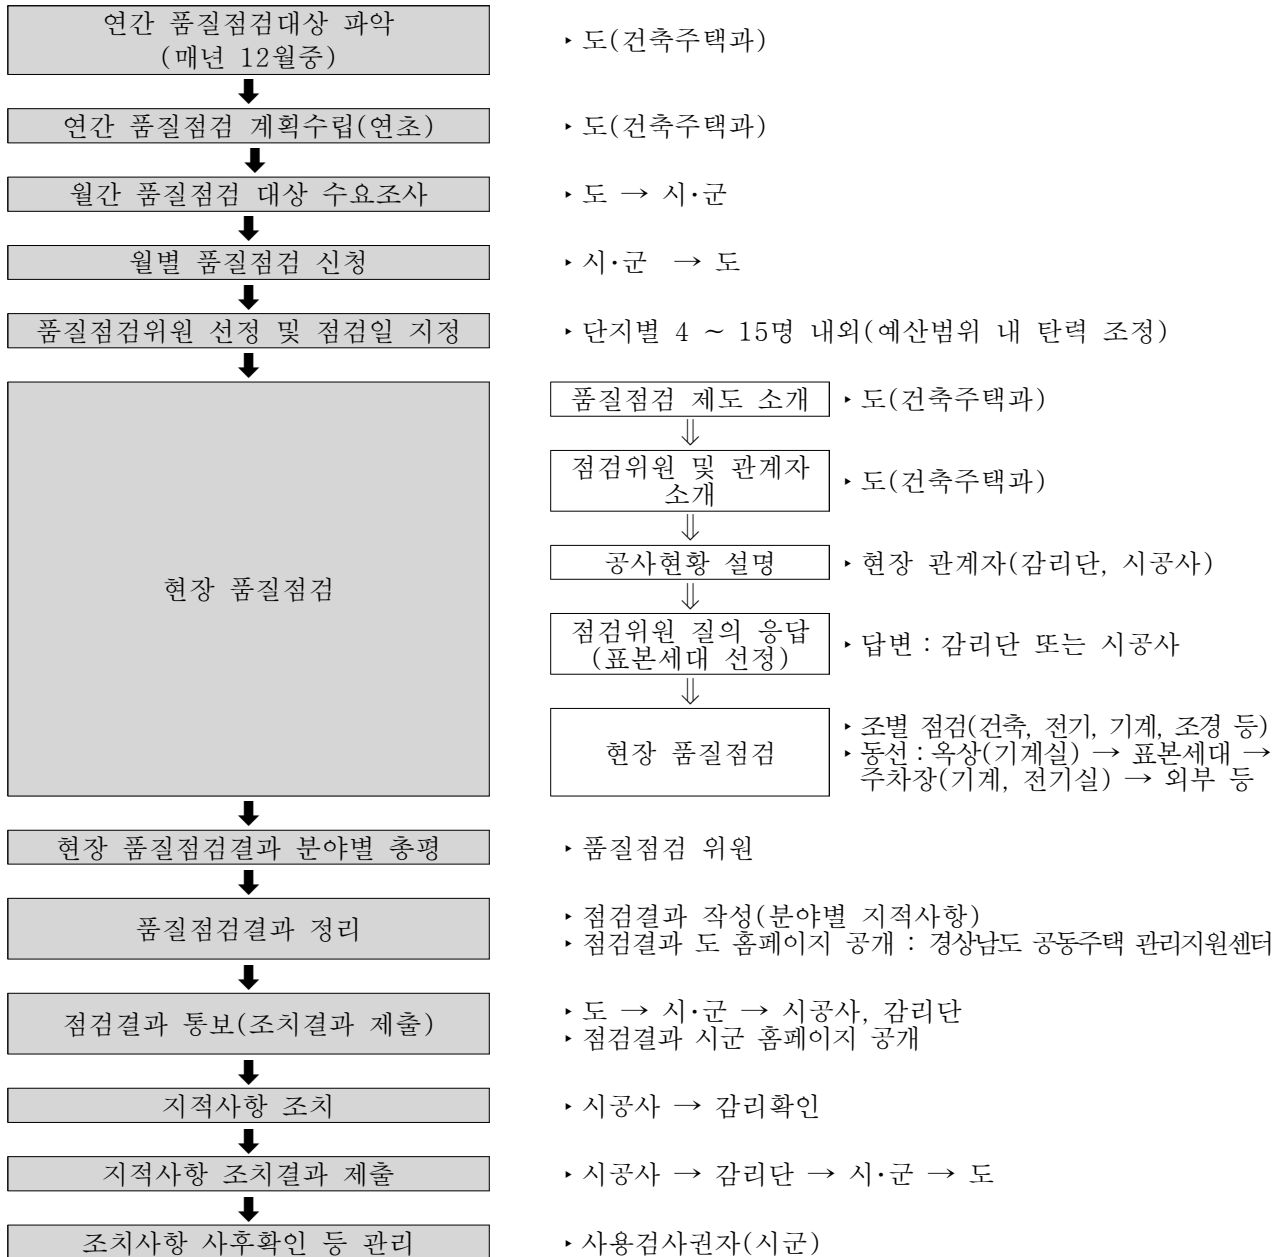 연간 품질점검대상 파악
(매년 12월중)
‣ 도(건축주택과)
연간 품질점검 계획수립(연초)
‣ 도(건축주택과)
월간 품질점검 대상 수요조사
‣ 도 → 시·군
월별 품질점검 신청
‣ 시·군 → 도
품질점검위원 선정 및 점검일 지정
‣ 단지별 4 ~ 15명 내외(예산범위 내 탄력 조정)
현장 품질점검
품질점검 제도 소개
‣ 도(건축주택과)
점검위원 및 관계자
소개
‣ 도(건축주택과)
공사현황 설명
‣ 현장 관계자(감리단, 시공사)
점검위원 질의 응답
(표본세대 선정)
‣ 답변 : 감리단 또는 시공사
현장 품질점검
‣ 조별 점검(건축, 전기, 기계, 조경 등)
‣ 동선 : 옥상(기계실) → 표본세대 →
주차장(기계, 전기실) → 외부 등
현장 품질점검결과 분야별 총평
‣ 품질점검 위원
품질점검결과 정리
‣ 점검결과 작성(분야별 지적사항)
‣ 점검결과 도 홈페이지 공개 : 경상남도 공동주택 관리지원센터
점검결과 통보(조치결과 제출)
‣ 도 → 시·군 → 시공사, 감리단
‣ 점검결과 시군 홈페이지 공개
지적사항 조치
‣ 시공사 → 감리확인
지적사항 조치결과 제출
‣ 시공사 → 감리단 → 시·군 → 도
조치사항 사후확인 등 관리
‣ 사용검사권자(시군)